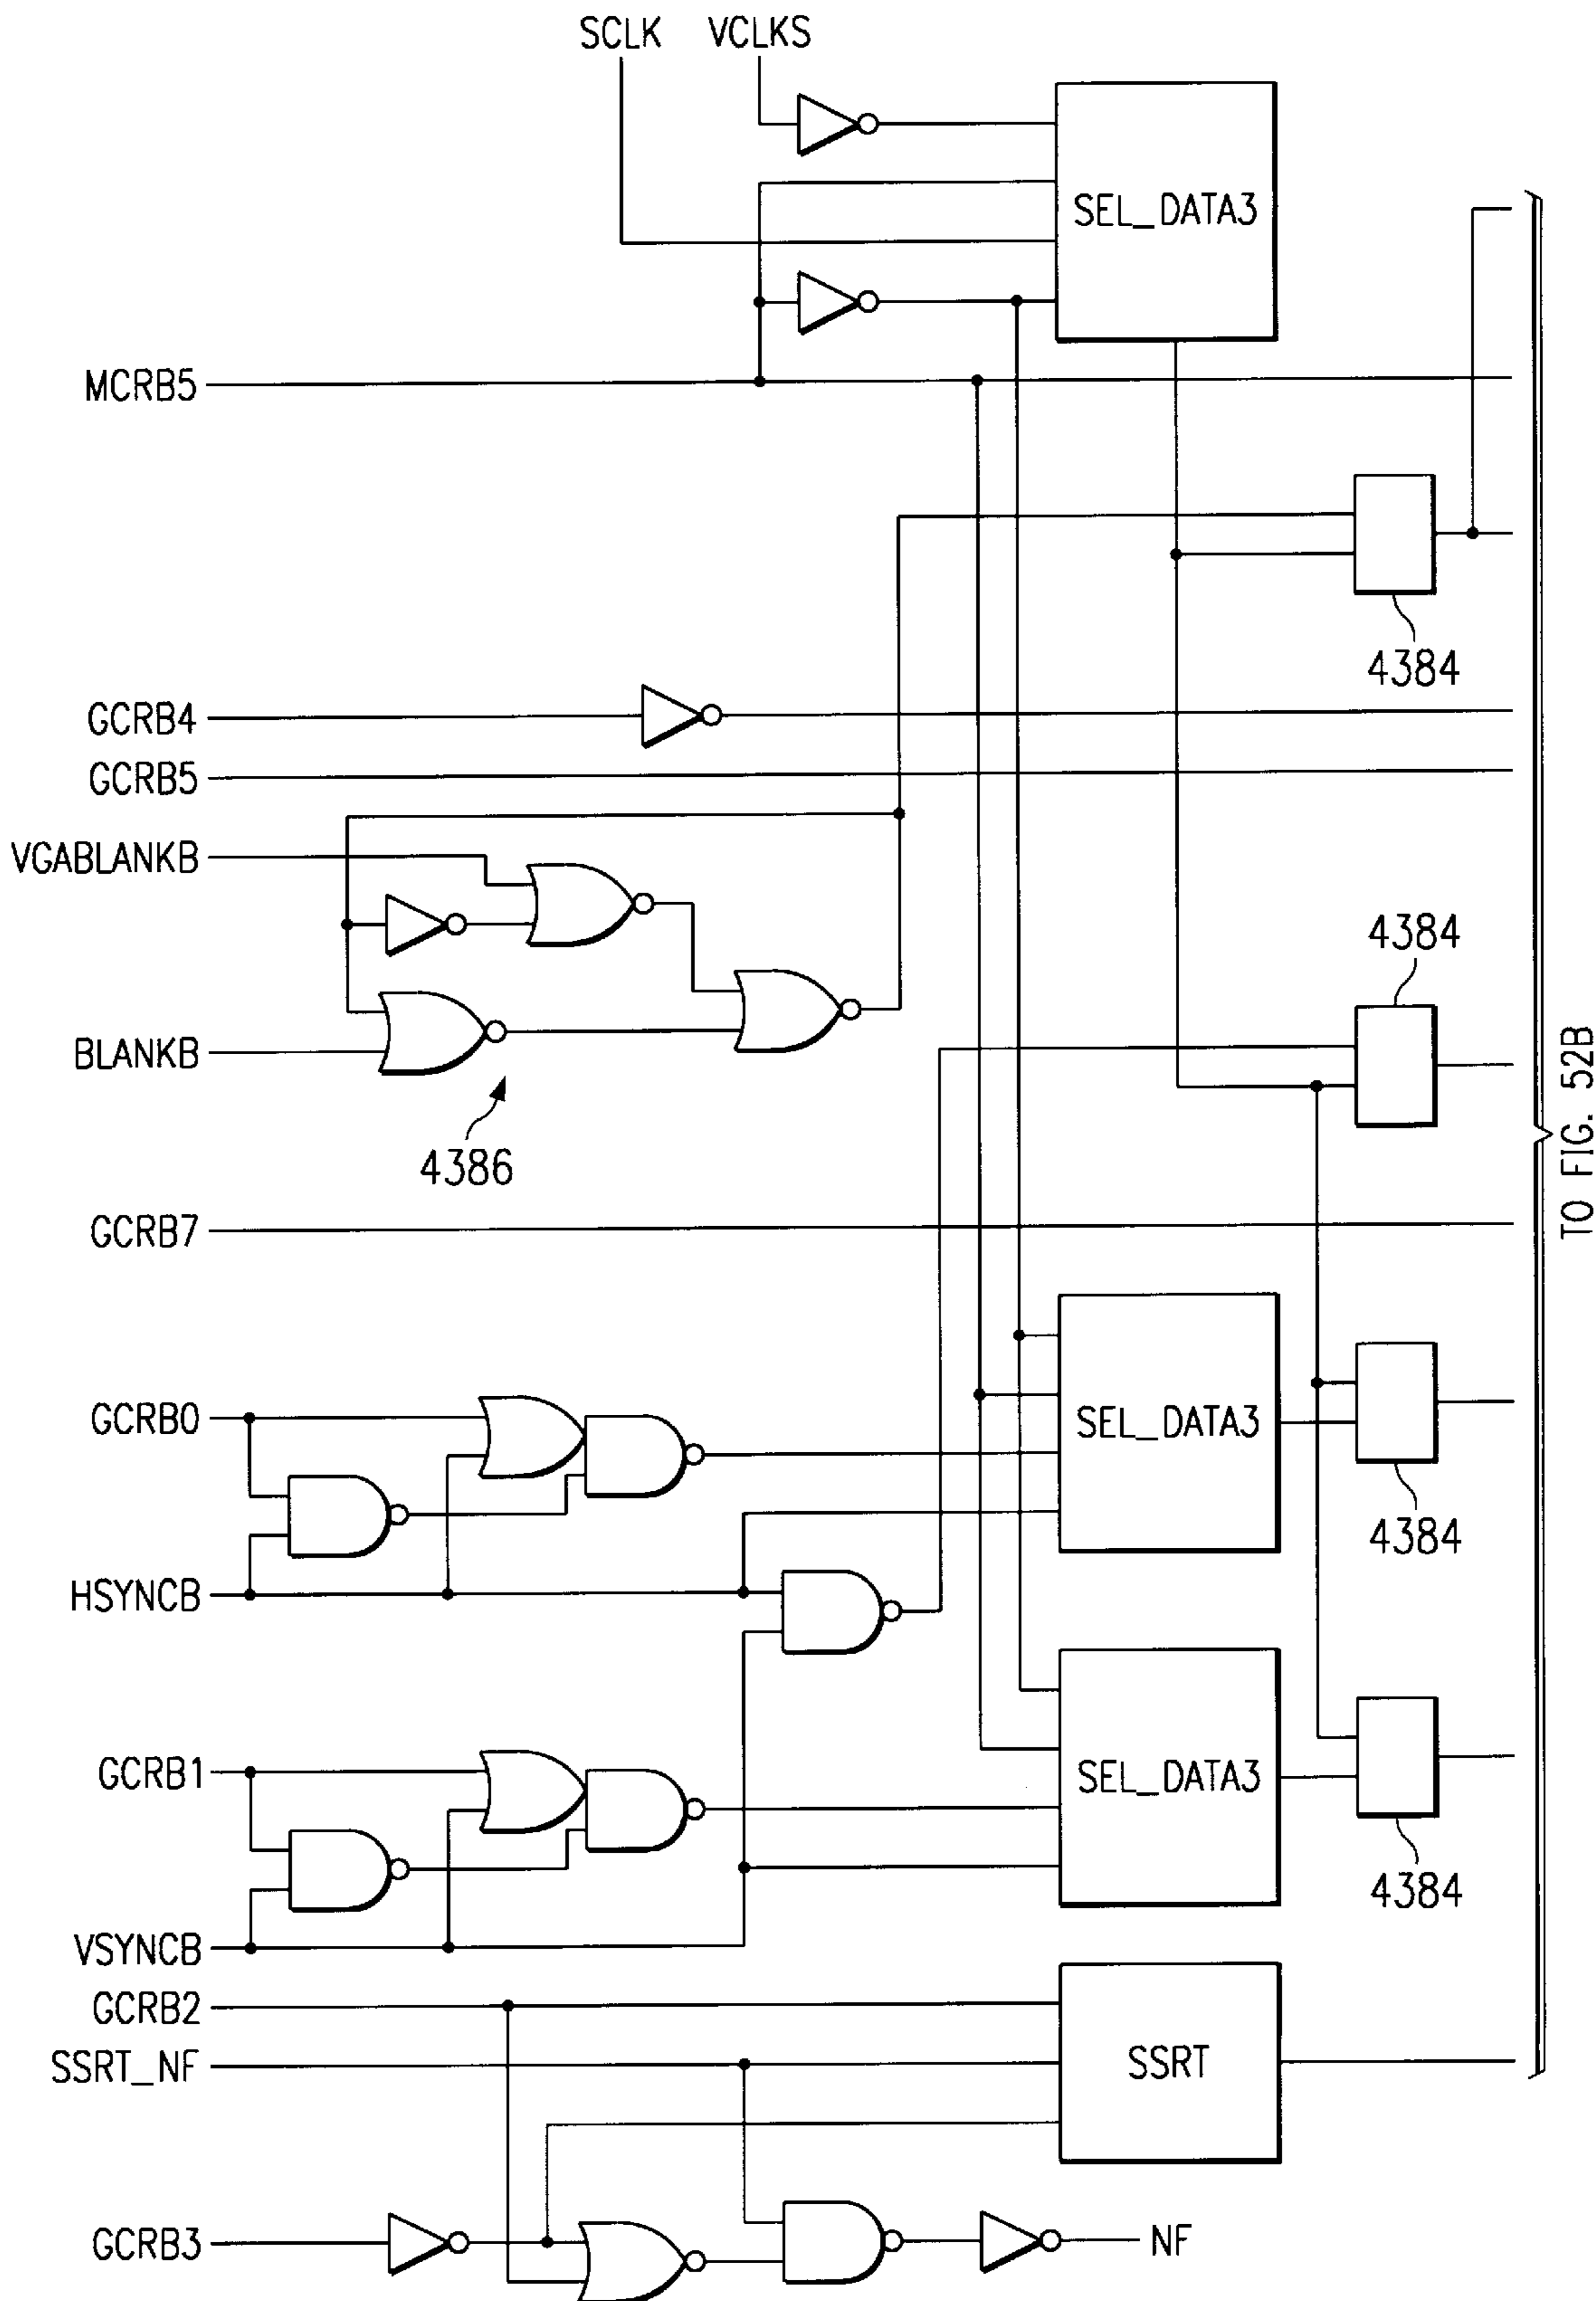 SCLK
VCLKS
SEL_DATA3
MCRB5
4384
GCRB4
GCRB5
VGABLANKB
4384
BLANKB
4386
TO FIG. 52B
GCRB7
GCRB0
SEL_DATA3
4384
HSYNCB
GCRB1
SEL_DATA3
4384
VSYNCB
GCRB2
SSRT_NF
SSRT
GCRB3
NF